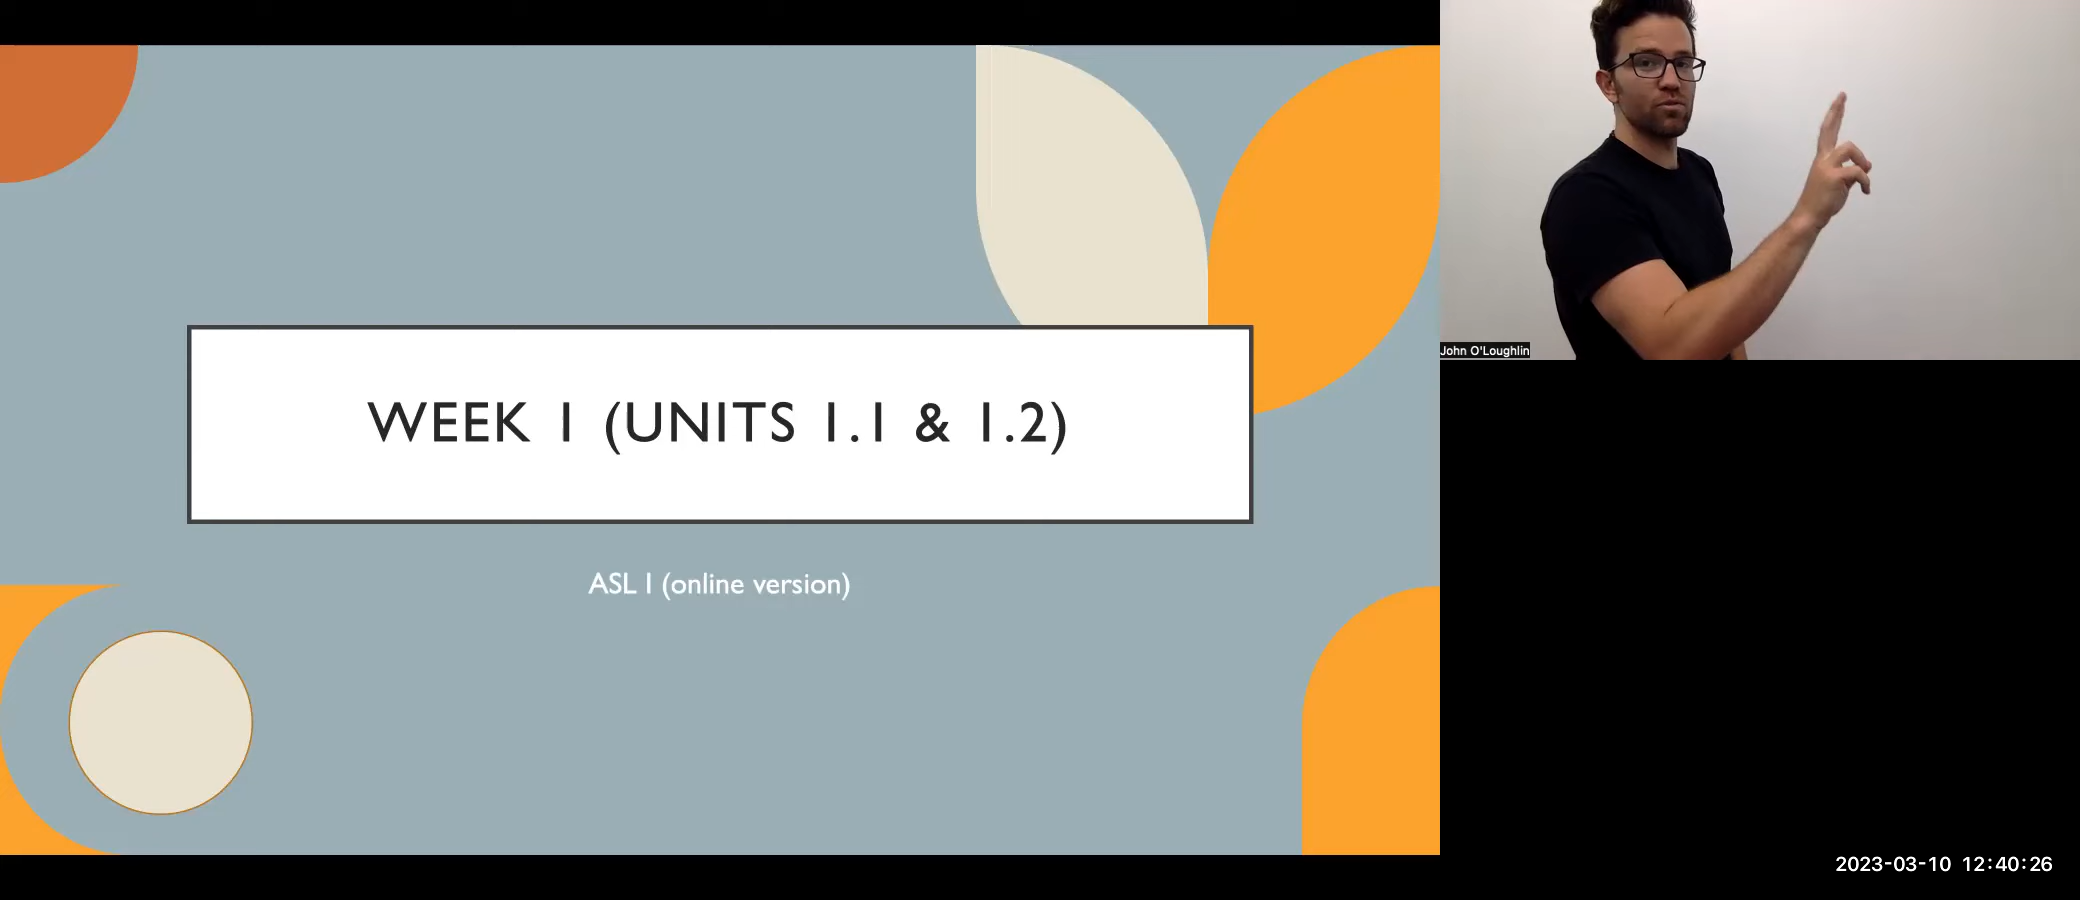 WEEK 1 (UNITS 1.1 & 1.2)
ASL I (online version)
John O'Loughlin
2023-03-10 12:40:26